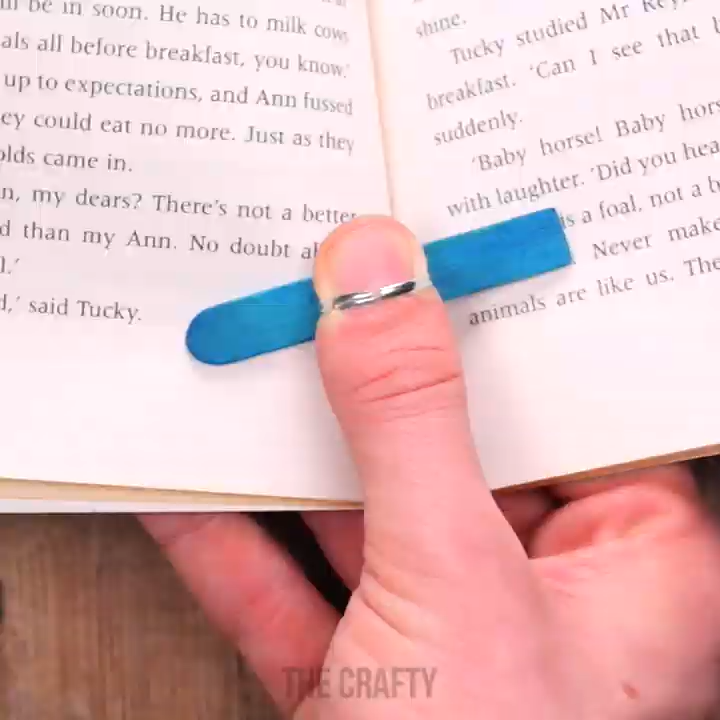 be in soon. He has to milk cows
als all before breakfast, you know.'
up to expectations, and Ann fussed
ey could eat no more. Just as they
olds came in.
n, my dears? There's not a better
d than my Ann. No doubt
l.'
d,' said Tucky.
shine.
Tucky studied Mr
breakfast. 'Can I see that
suddenly.
'Baby horse! Baby hors
with laughter. 'Did you hea
is a foal, not a b
Never make
animals are like us. The
THE CRAFTY